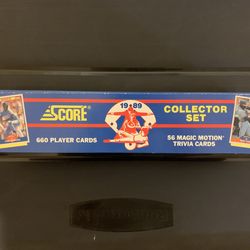 SCORE®
660 PLAYER CARDS
1989
COLLECTOR
SET
56 MAGIC MOTION®
TRIVIA CARDS